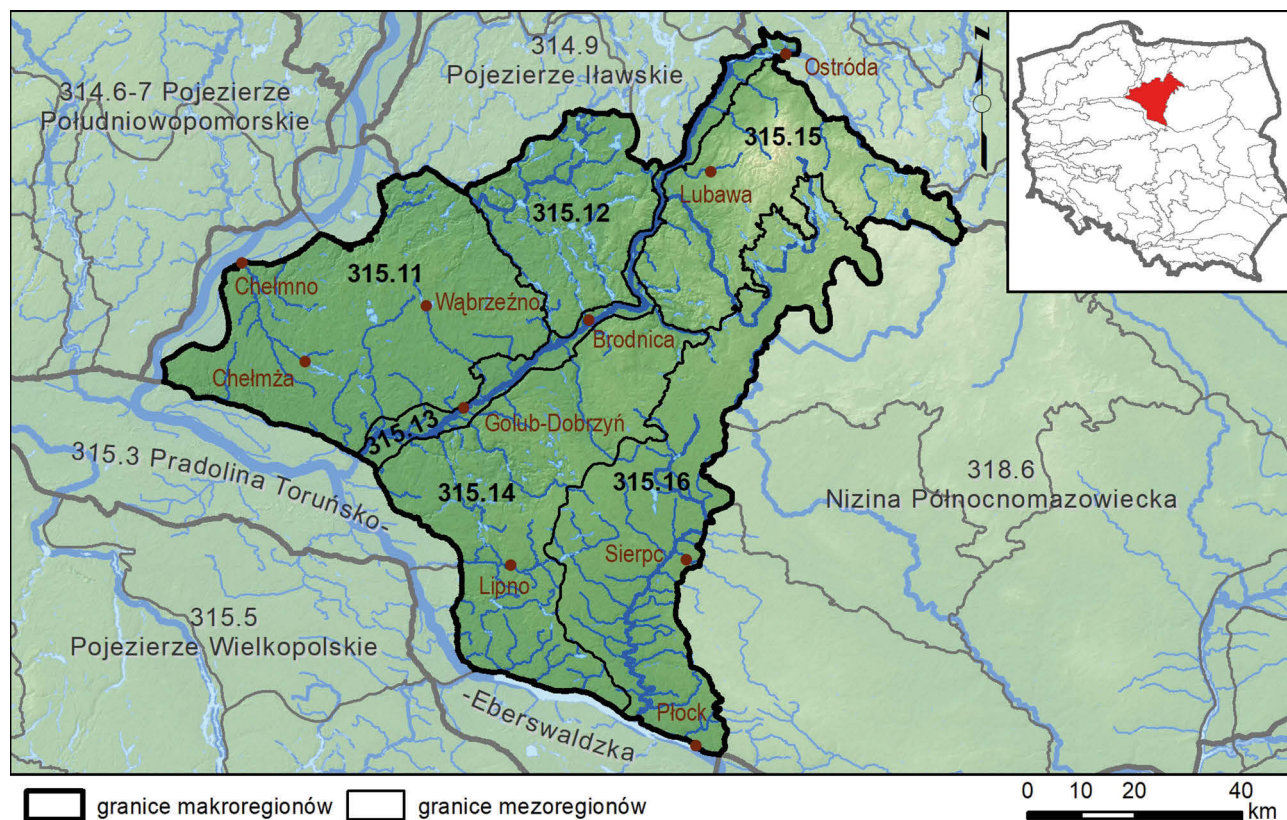 314.9
Pojezierze Iławskie
Ostróda
314.6-7 Pojezierze
Południowopomorskie
N
315.15
Lubawa
315.12
315.11
Chełmno
Wąbrzeźno
Brodnica
Chełmża
Golub-Dobrzyń
315.13
315.3 Pradolina Toruńsko-
315.14
315.16
318.6
Nizina Północnomazowiecka
Sierpc
Lipno
315.5
Pojezierze Wielkopolskie
-Eberswaldzka
Płock
granice makroregionów
granice mezoregionów
0 10 20 40
km